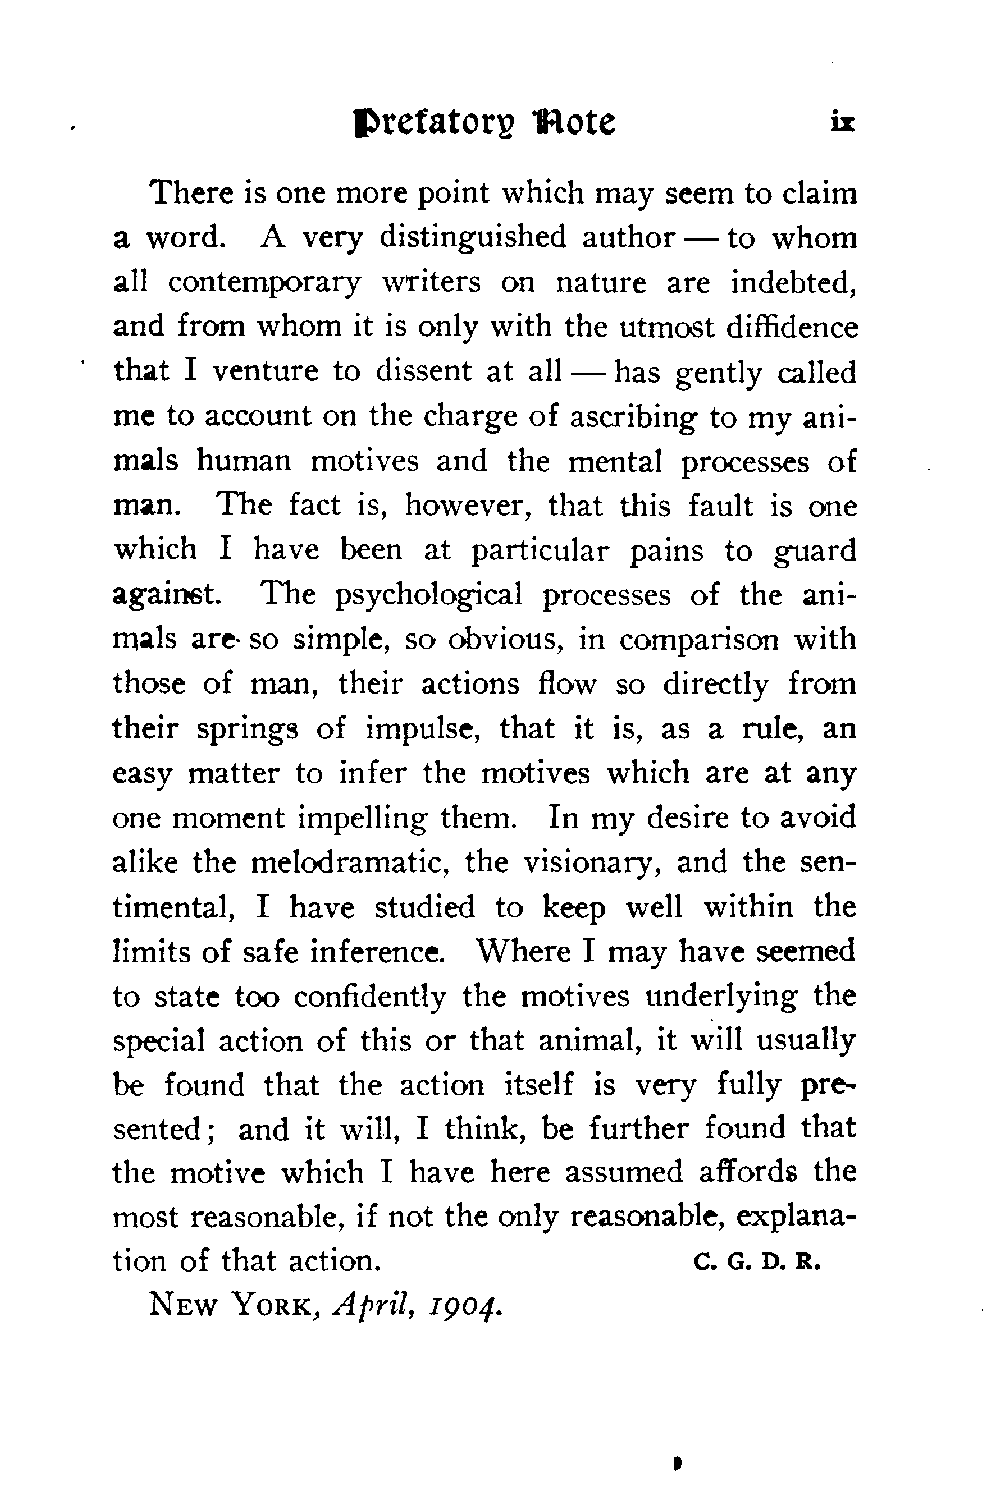 Prefatory Note ix
There is one more point which may seem to claim
a word. A very distinguished author — to whom
all contemporary writers on nature are indebted,
and from whom it is only with the utmost diffidence
that I venture to dissent at all — has gently called
me to account on the charge of ascribing to my ani-
mals human motives and the mental processes of
man. The fact is, however, that this fault is one
which I have been at particular pains to guard
against. The psychological processes of the ani-
mals are so simple, so obvious, in comparison with
those of man, their actions flow so directly from
their springs of impulse, that it is, as a rule, an
easy matter to infer the motives which are at any
one moment impelling them. In my desire to avoid
alike the melodramatic, the visionary, and the sen-
timental, I have studied to keep well within the
limits of safe inference. Where I may have seemed
to state too confidently the motives underlying the
special action of this or that animal, it will usually
be found that the action itself is very fully pre-
sented; and it will, I think, be further found that
the motive which I have here assumed affords the
most reasonable, if not the only reasonable, explana-
tion of that action. C. G. D. R.
New York, April, 1904.